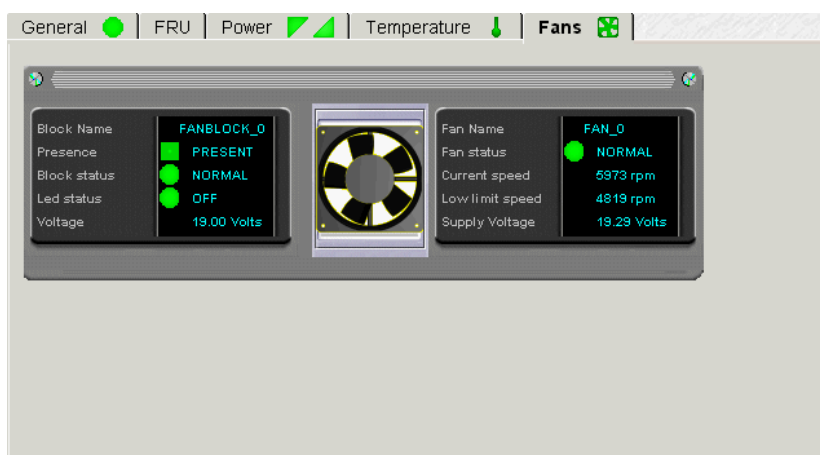 General FRU Power Temperature Fans
Block Name FANBLOCK_0
Presence PRESENT
Block status NORMAL
Led status OFF
Voltage 19.00 Volts
Fan Name FAN_0
Fan status NORMAL
Current speed 5973 rpm
Low limit speed 4819 rpm
Supply Voltage 19.29 Volts